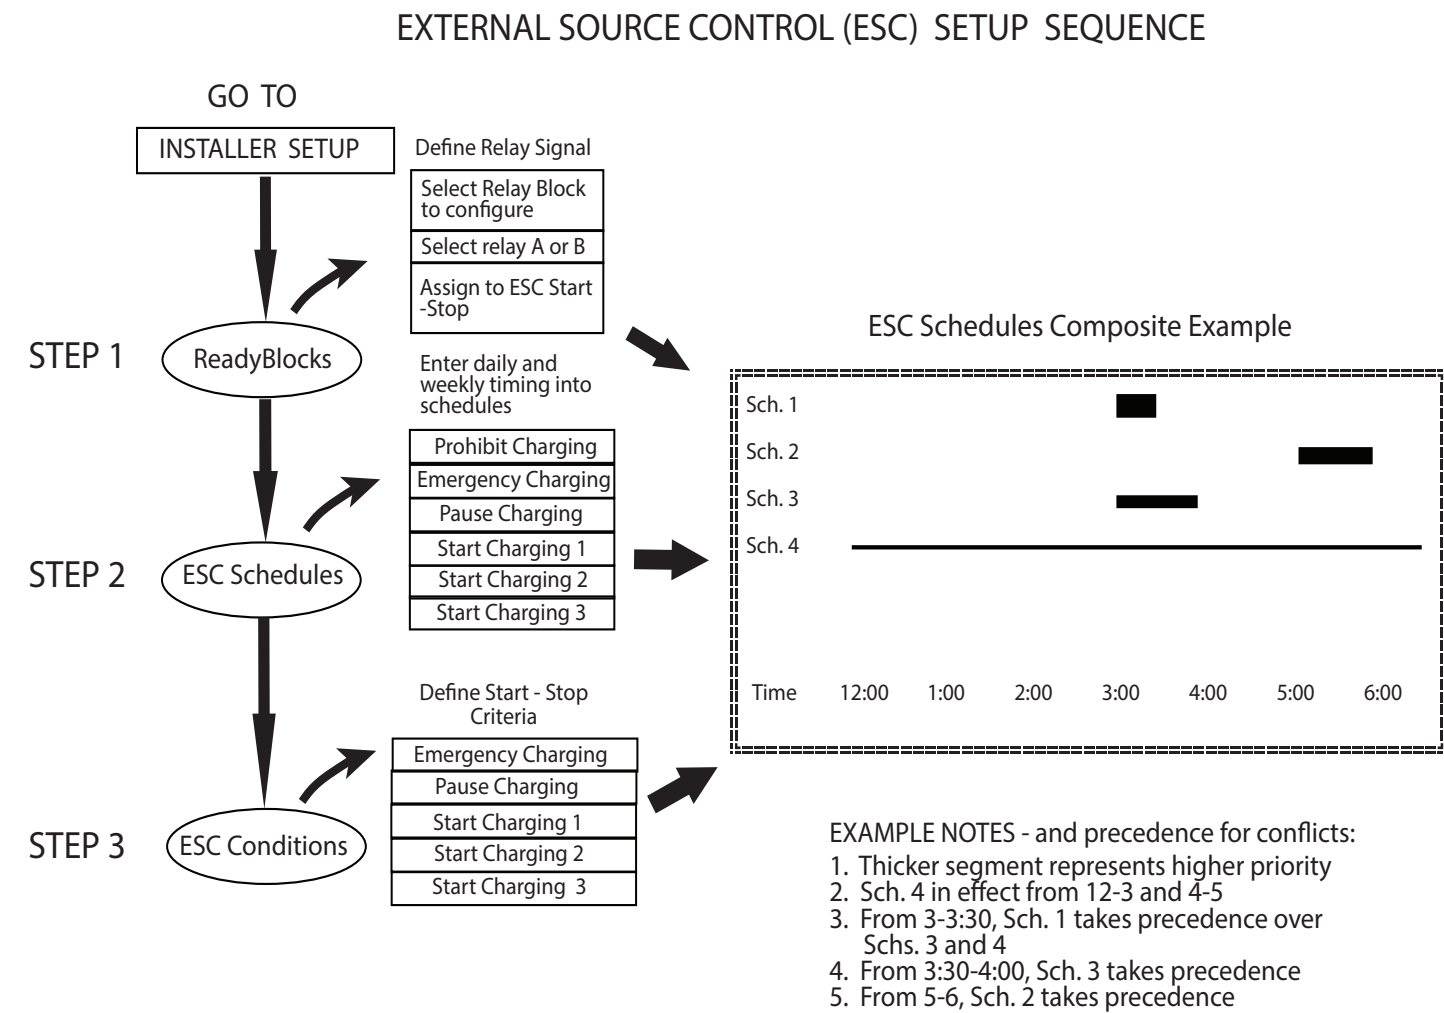 EXTERNAL SOURCE CONTROL (ESC) SETUP SEQUENCE
GO TO
INSTALLER SETUP
Define Relay Signal
Select Relay Block
to configure
Select relay A or B
Assign to ESC Start
-Stop
STEP 1
ReadyBlocks
Enter daily and
weekly timing into
schedules
Prohibit Charging
Emergency Charging
Pause Charging
Start Charging 1
Start Charging 2
Start Charging 3
STEP 2
ESC Schedules
Define Start - Stop
Criteria
Emergency Charging
Pause Charging
Start Charging 1
Start Charging 2
Start Charging 3
STEP 3
ESC Conditions
ESC Schedules Composite Example
Sch. 1
Sch. 2
Sch. 3
Sch. 4
Time 12:00 1:00 2:00 3:00 4:00 5:00 6:00
EXAMPLE NOTES - and precedence for conflicts:
1. Thicker segment represents higher priority
2. Sch. 4 in effect from 12-3 and 4-5
3. From 3-3:30, Sch. 1 takes precedence over
Schs. 3 and 4
4. From 3:30-4:00, Sch. 3 takes precedence
5. From 5-6, Sch. 2 takes precedence